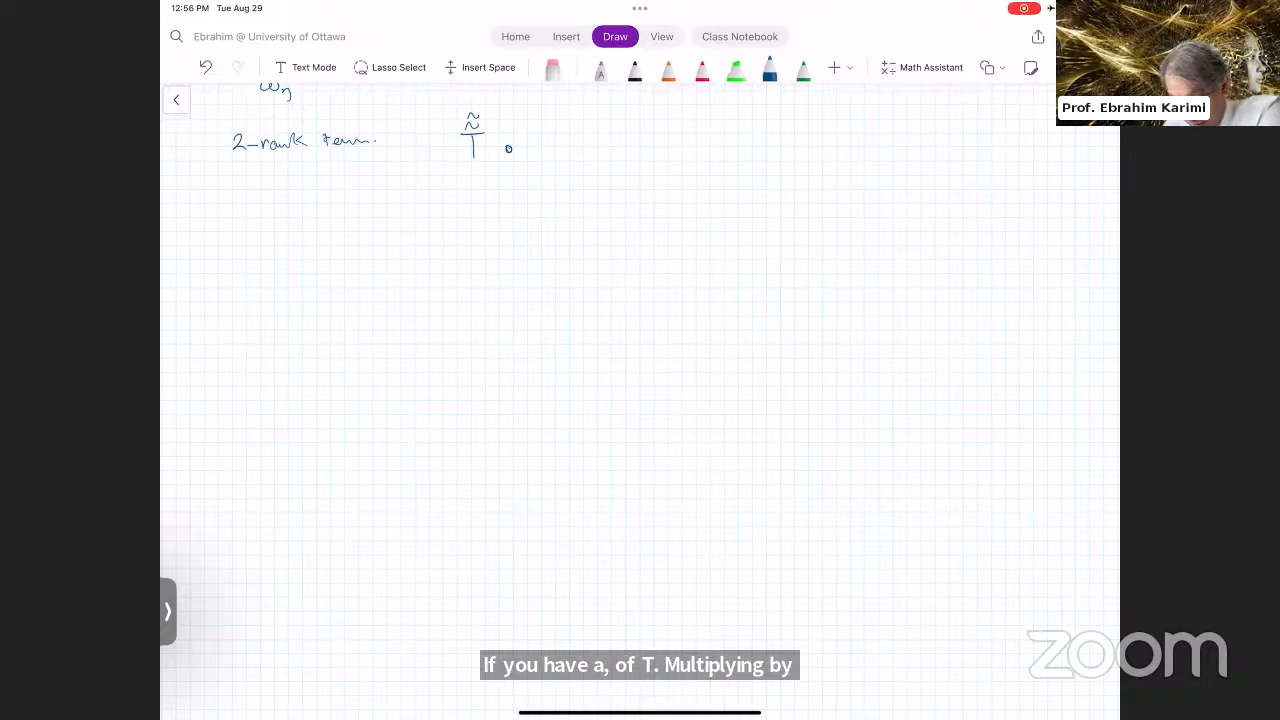 12:56 PM Tue Aug 29
Ebrahim @ University of Ottawa
Home Insert Draw View Class Notebook
Text Mode Lasso Select Insert Space Math Assistant
Prof. Ebrahim Karimi
2-rank
T
If you have a, of T. Multiplying by
zoom